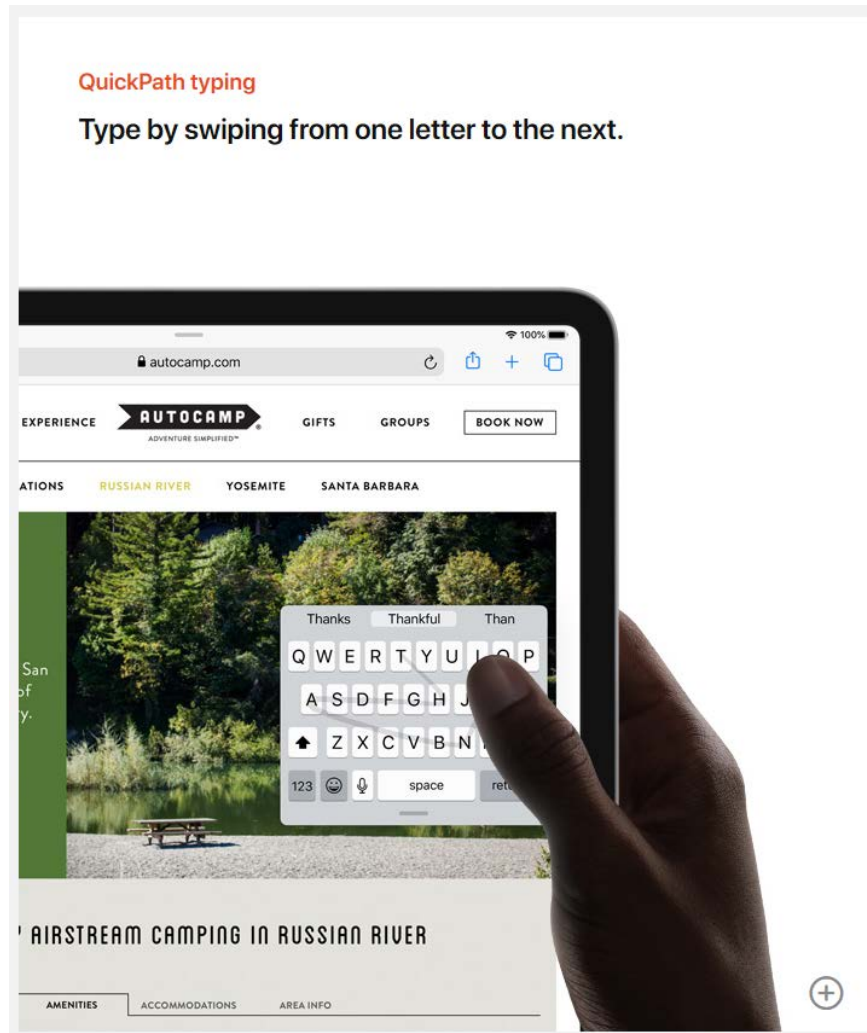 QuickPath typing
Type by swiping from one letter to the next.
100%
autocamp.com
EXPERIENCE AUTOCAMP GIFTS GROUPS BOOK NOW
ADVENTURE SIMPLIFIED™
RUSSIAN RIVER YOSEMITE SANTA BARBARA
San
of
Thanks Thankful Than
Q W E R T Y U I O P
A S D F G H J
Z X C V B N
123 space
AIRSTREAM CAMPING IN RUSSIAN RIVER
AMENITIES ACCOMMODATIONS AREA INFO